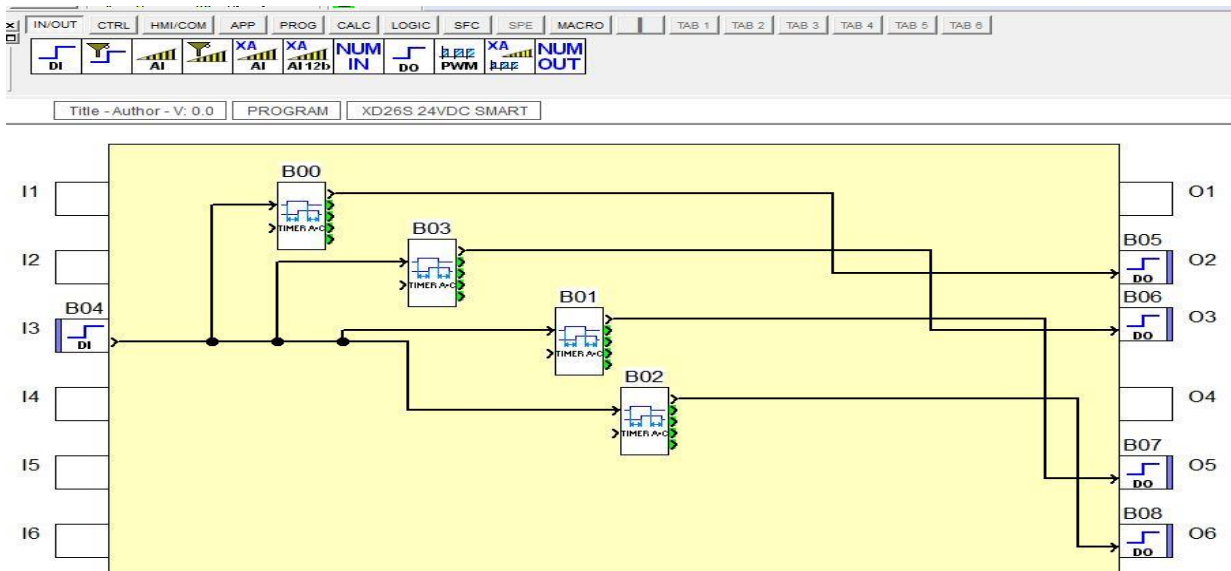 IN/OUT CTRL HMI/COM APP PROG CALC LOGIC SFC SPE MACRO TAB 1 TAB 2 TAB 3 TAB 4 TAB 5 TAB 6
XA XA NUM XA NUM
DI AI AI AI 12b IN DO PWM OUT
Title - Author - V: 0.0 PROGRAM XD26S 24VDC SMART
B00
I1 O1
TIMER A•C
B03
B05
I2 O2
DO
TIMER A•C
B04 B01 B06
I3 O3
DI DO
TIMER A•C
B02
I4 O4
TIMER A•C
B07
I5 O5
DO
B08
I6 O6
DO